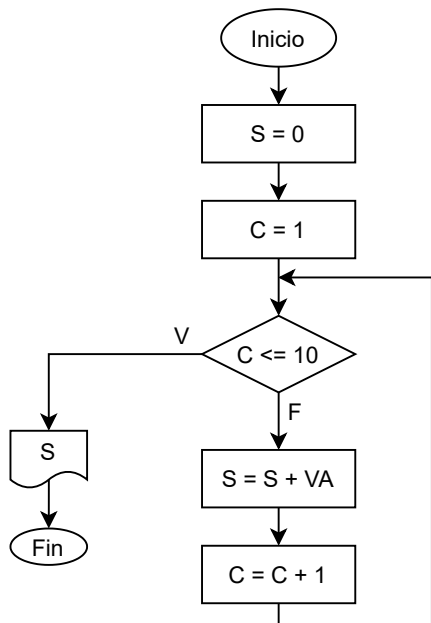 Inicio
S = 0
C = 1
C <= 10
V
F
S
S = S + VA
Fin
C = C + 1